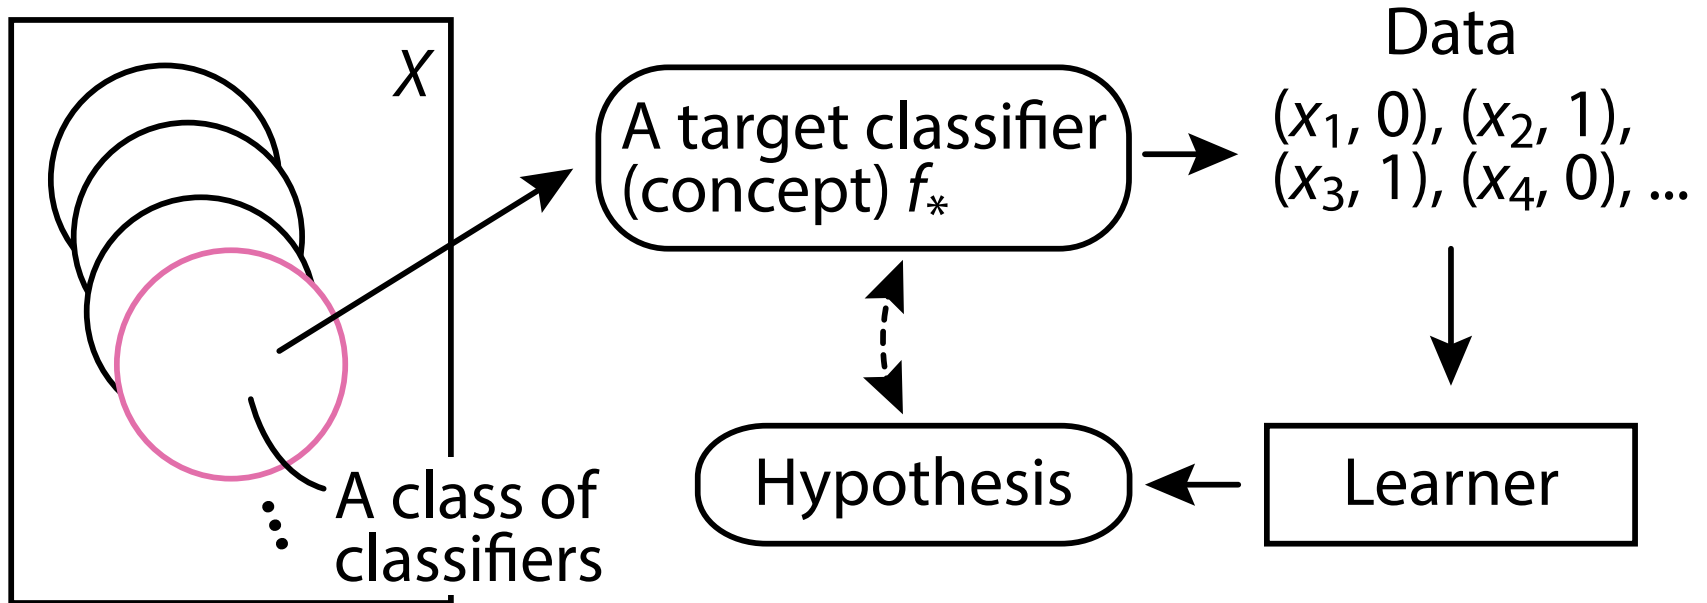 X
A class of
classifiers
A target classifier
(concept) f*
Data
(x₁, 0), (x₂, 1),
(x₃, 1), (x₄, 0), ...
Learner
Hypothesis